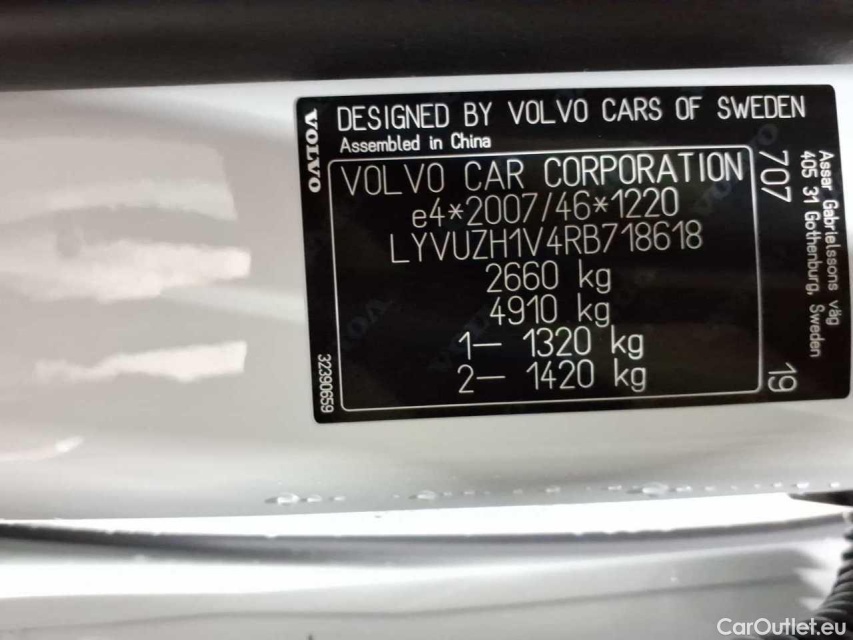 VOLVO
DESIGNED BY VOLVO CARS OF SWEDEN
Assembled in China
VOLVO CAR CORPORATION
e4*2007/46*1220
LYVUZH1V4RB718618
2660 kg
4910 kg
1– 1320 kg
2– 1420 kg
32390659
707
19
Assar Gabrielssons väg
405 31 Gothenburg, Sweden
CarOutlet.eu